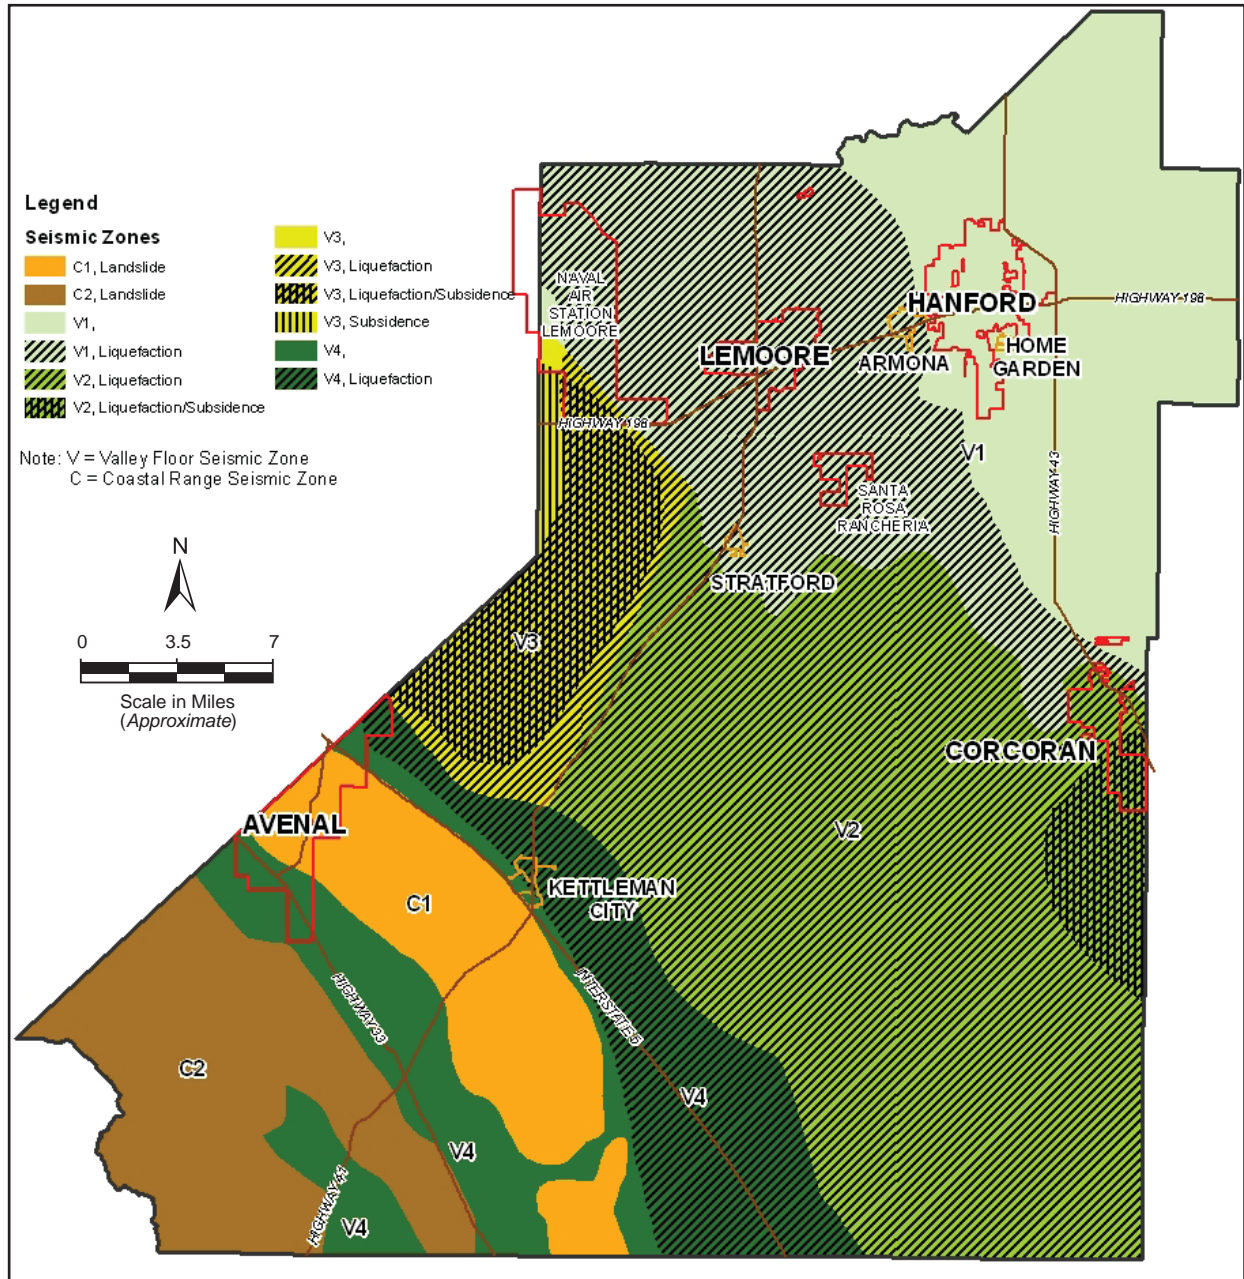 Legend
Seismic Zones
C1, Landslide
C2, Landslide
V1,
V1, Liquefaction
V2, Liquefaction
V2, Liquefaction/Subsidence
V3,
V3, Liquefaction
V3, Liquefaction/Subsidence
V3, Subsidence
V4,
V4, Liquefaction
Note: V = Valley Floor Seismic Zone
C = Coastal Range Seismic Zone
N
0 3.5 7
Scale in Miles
(Approximate)
NAVAL
AIR
STATION
LEMOORE
HANFORD
HIGHWAY 198
LEMOORE
ARMONA
HOME
GARDEN
HIGHWAY 198
V1
HIGHWAY 43
SANTA
ROSA
RANCHERIA
STRATFORD
V3
CORCORAN
AVENAL
V2
KETTLEMAN
CITY
C1
HIGHWAY 33
INTERSTATE 5
C2
V4
V4
HIGHWAY 41
V4